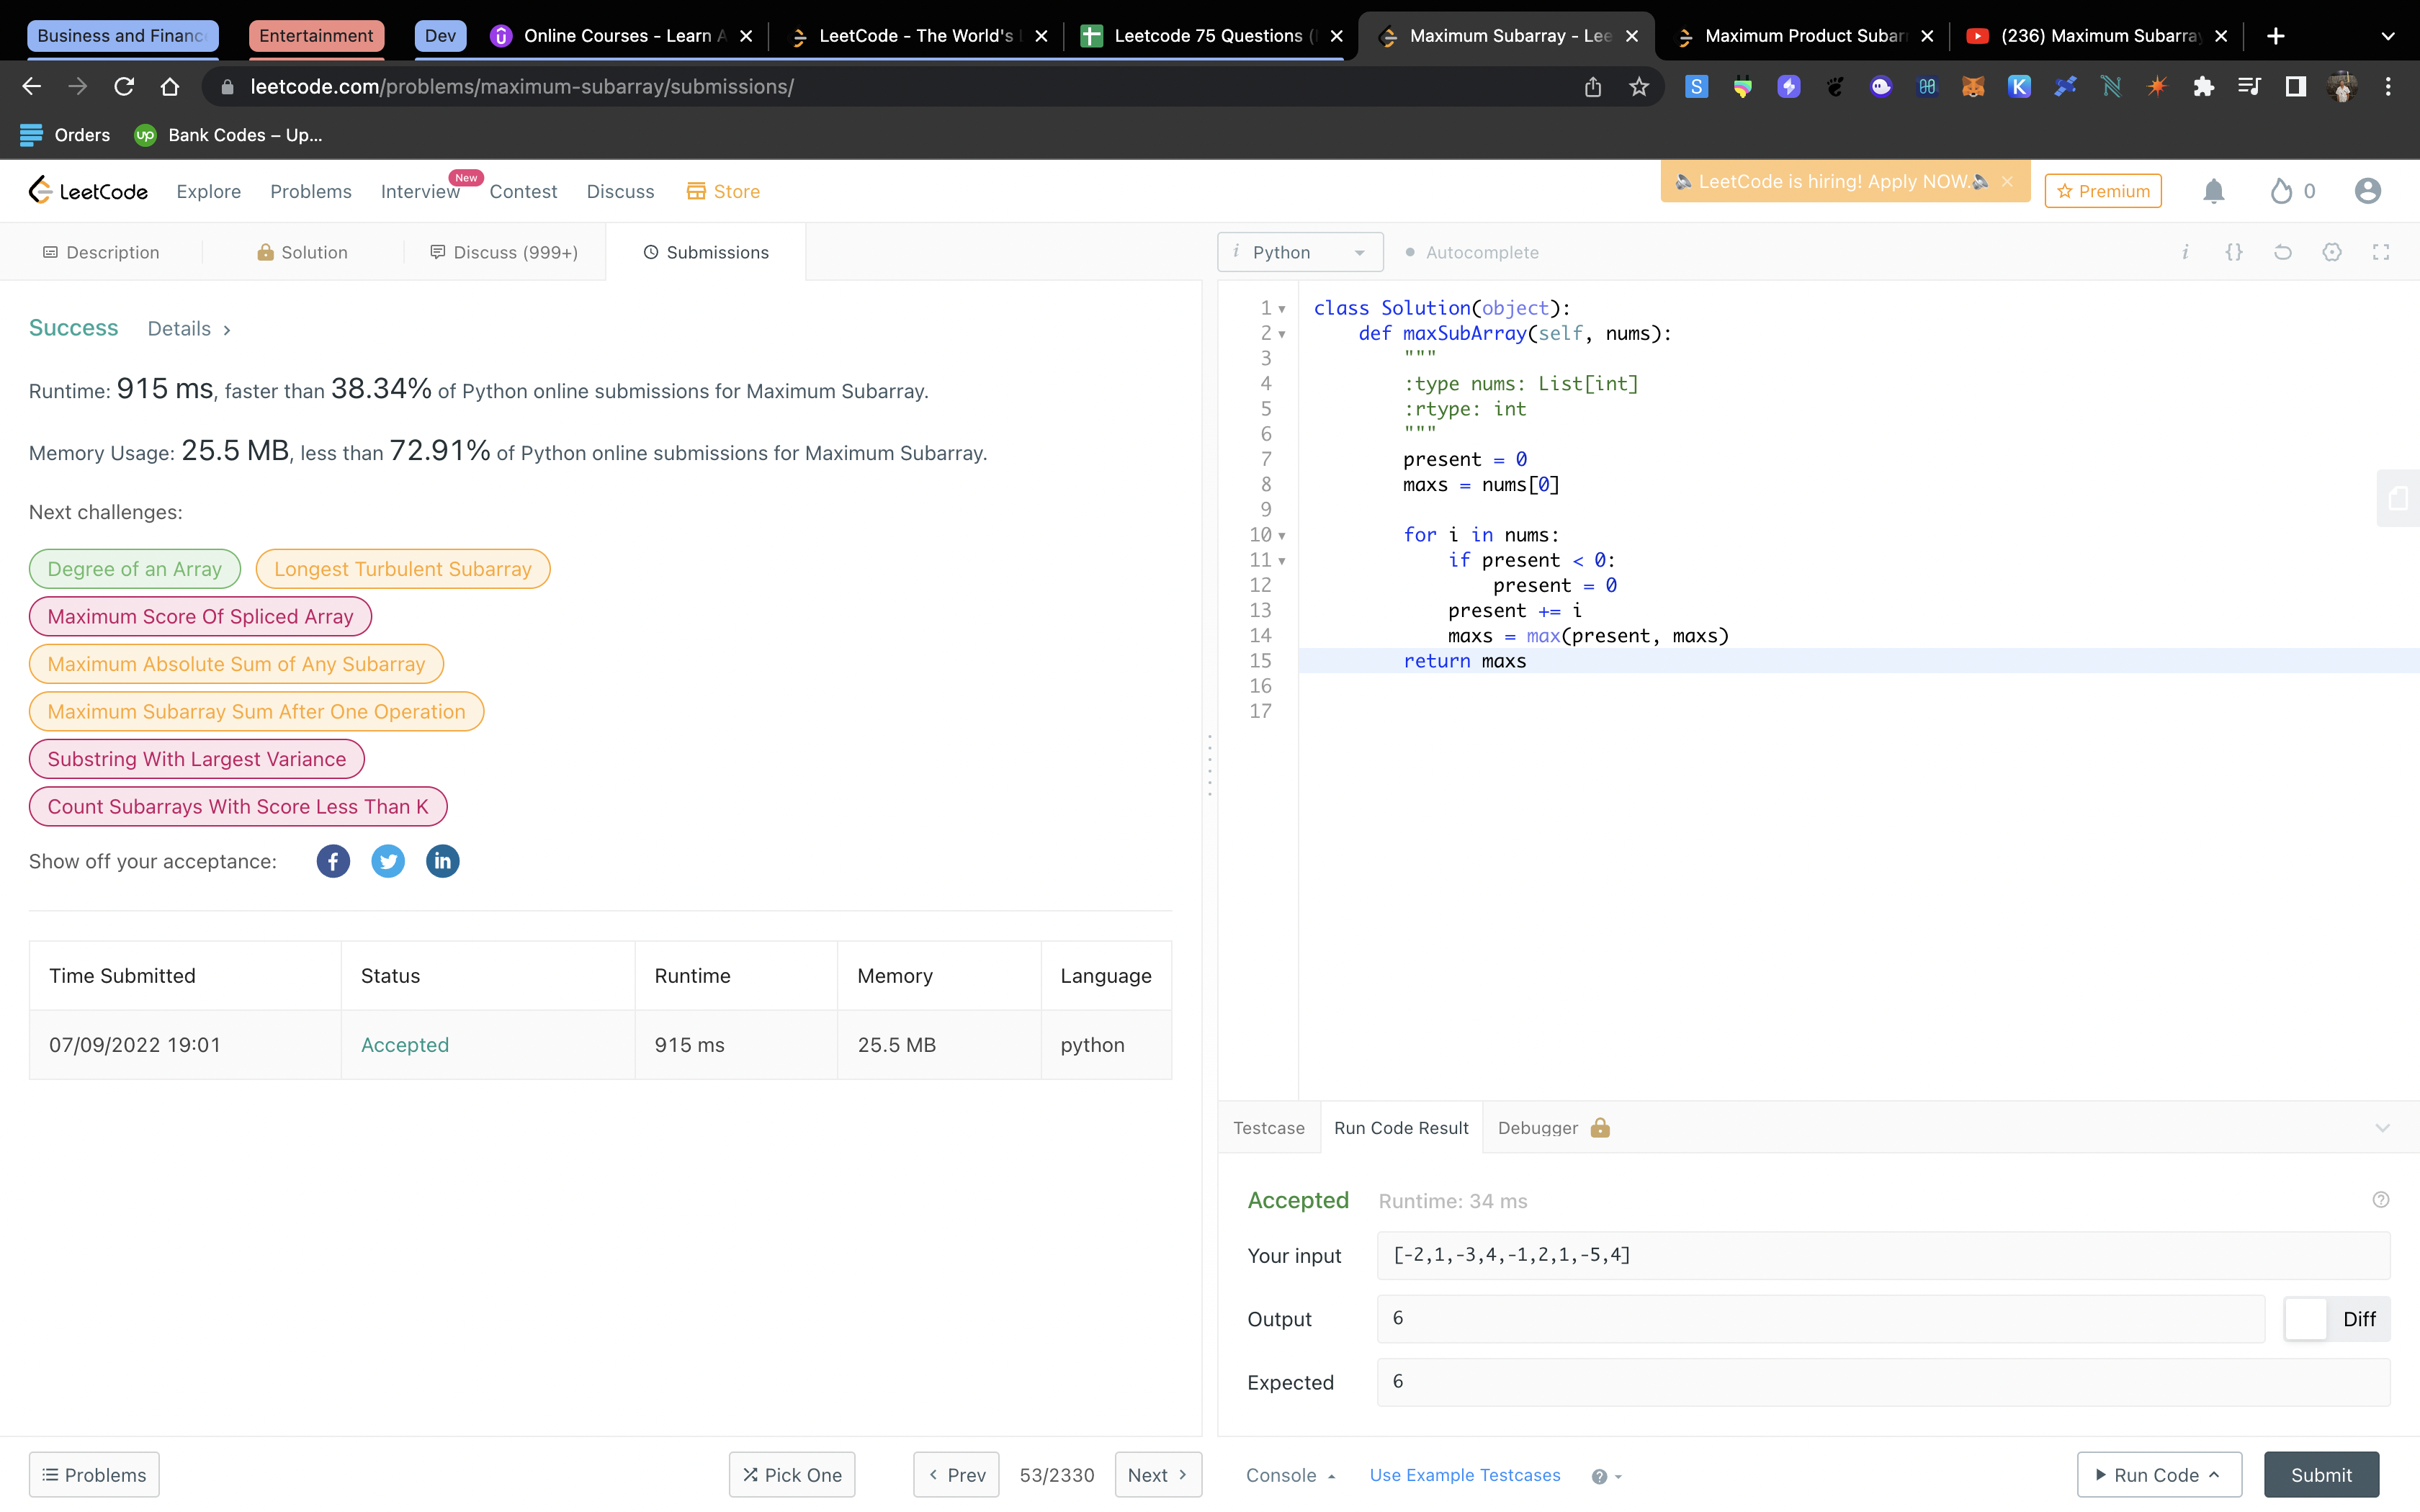 Business and Financ
Entertainment
Dev
Online Courses - Learn A
LeetCode - The World's
Leetcode 75 Questions (
Maximum Subarray - Lee
Maximum Product Subar
(236) Maximum Subarray
leetcode.com/problems/maximum-subarray/submissions/
Orders
Bank Codes – Up...
LeetCode
Explore
Problems
Interview
New
Contest
Discuss
Store
LeetCode is hiring! Apply NOW.
Premium
0
Description
Solution
Discuss (999+)
Submissions
Python
Autocomplete
Success
Details
Runtime: 915 ms, faster than 38.34% of Python online submissions for Maximum Subarray.
Memory Usage: 25.5 MB, less than 72.91% of Python online submissions for Maximum Subarray.
Next challenges:
Degree of an Array
Longest Turbulent Subarray
Maximum Score Of Spliced Array
Maximum Absolute Sum of Any Subarray
Maximum Subarray Sum After One Operation
Substring With Largest Variance
Count Subarrays With Score Less Than K
Show off your acceptance:
Time Submitted Status Runtime Memory Language
07/09/2022 19:01 Accepted 915 ms 25.5 MB python
1 class Solution(object):
2 def maxSubArray(self, nums):
3 """
4 :type nums: List[int]
5 :rtype: int
6 """
7 present = 0
8 maxs = nums[0]
9
10 for i in nums:
11 if present < 0:
12 present = 0
13 present += i
14 maxs = max(present, maxs)
15 return maxs
16
17
Testcase
Run Code Result
Debugger
Accepted
Runtime: 34 ms
Your input
[-2,1,-3,4,-1,2,1,-5,4]
Output
6
Diff
Expected
6
Problems
Pick One
Prev
53/2330
Next
Console
Use Example Testcases
Run Code
Submit